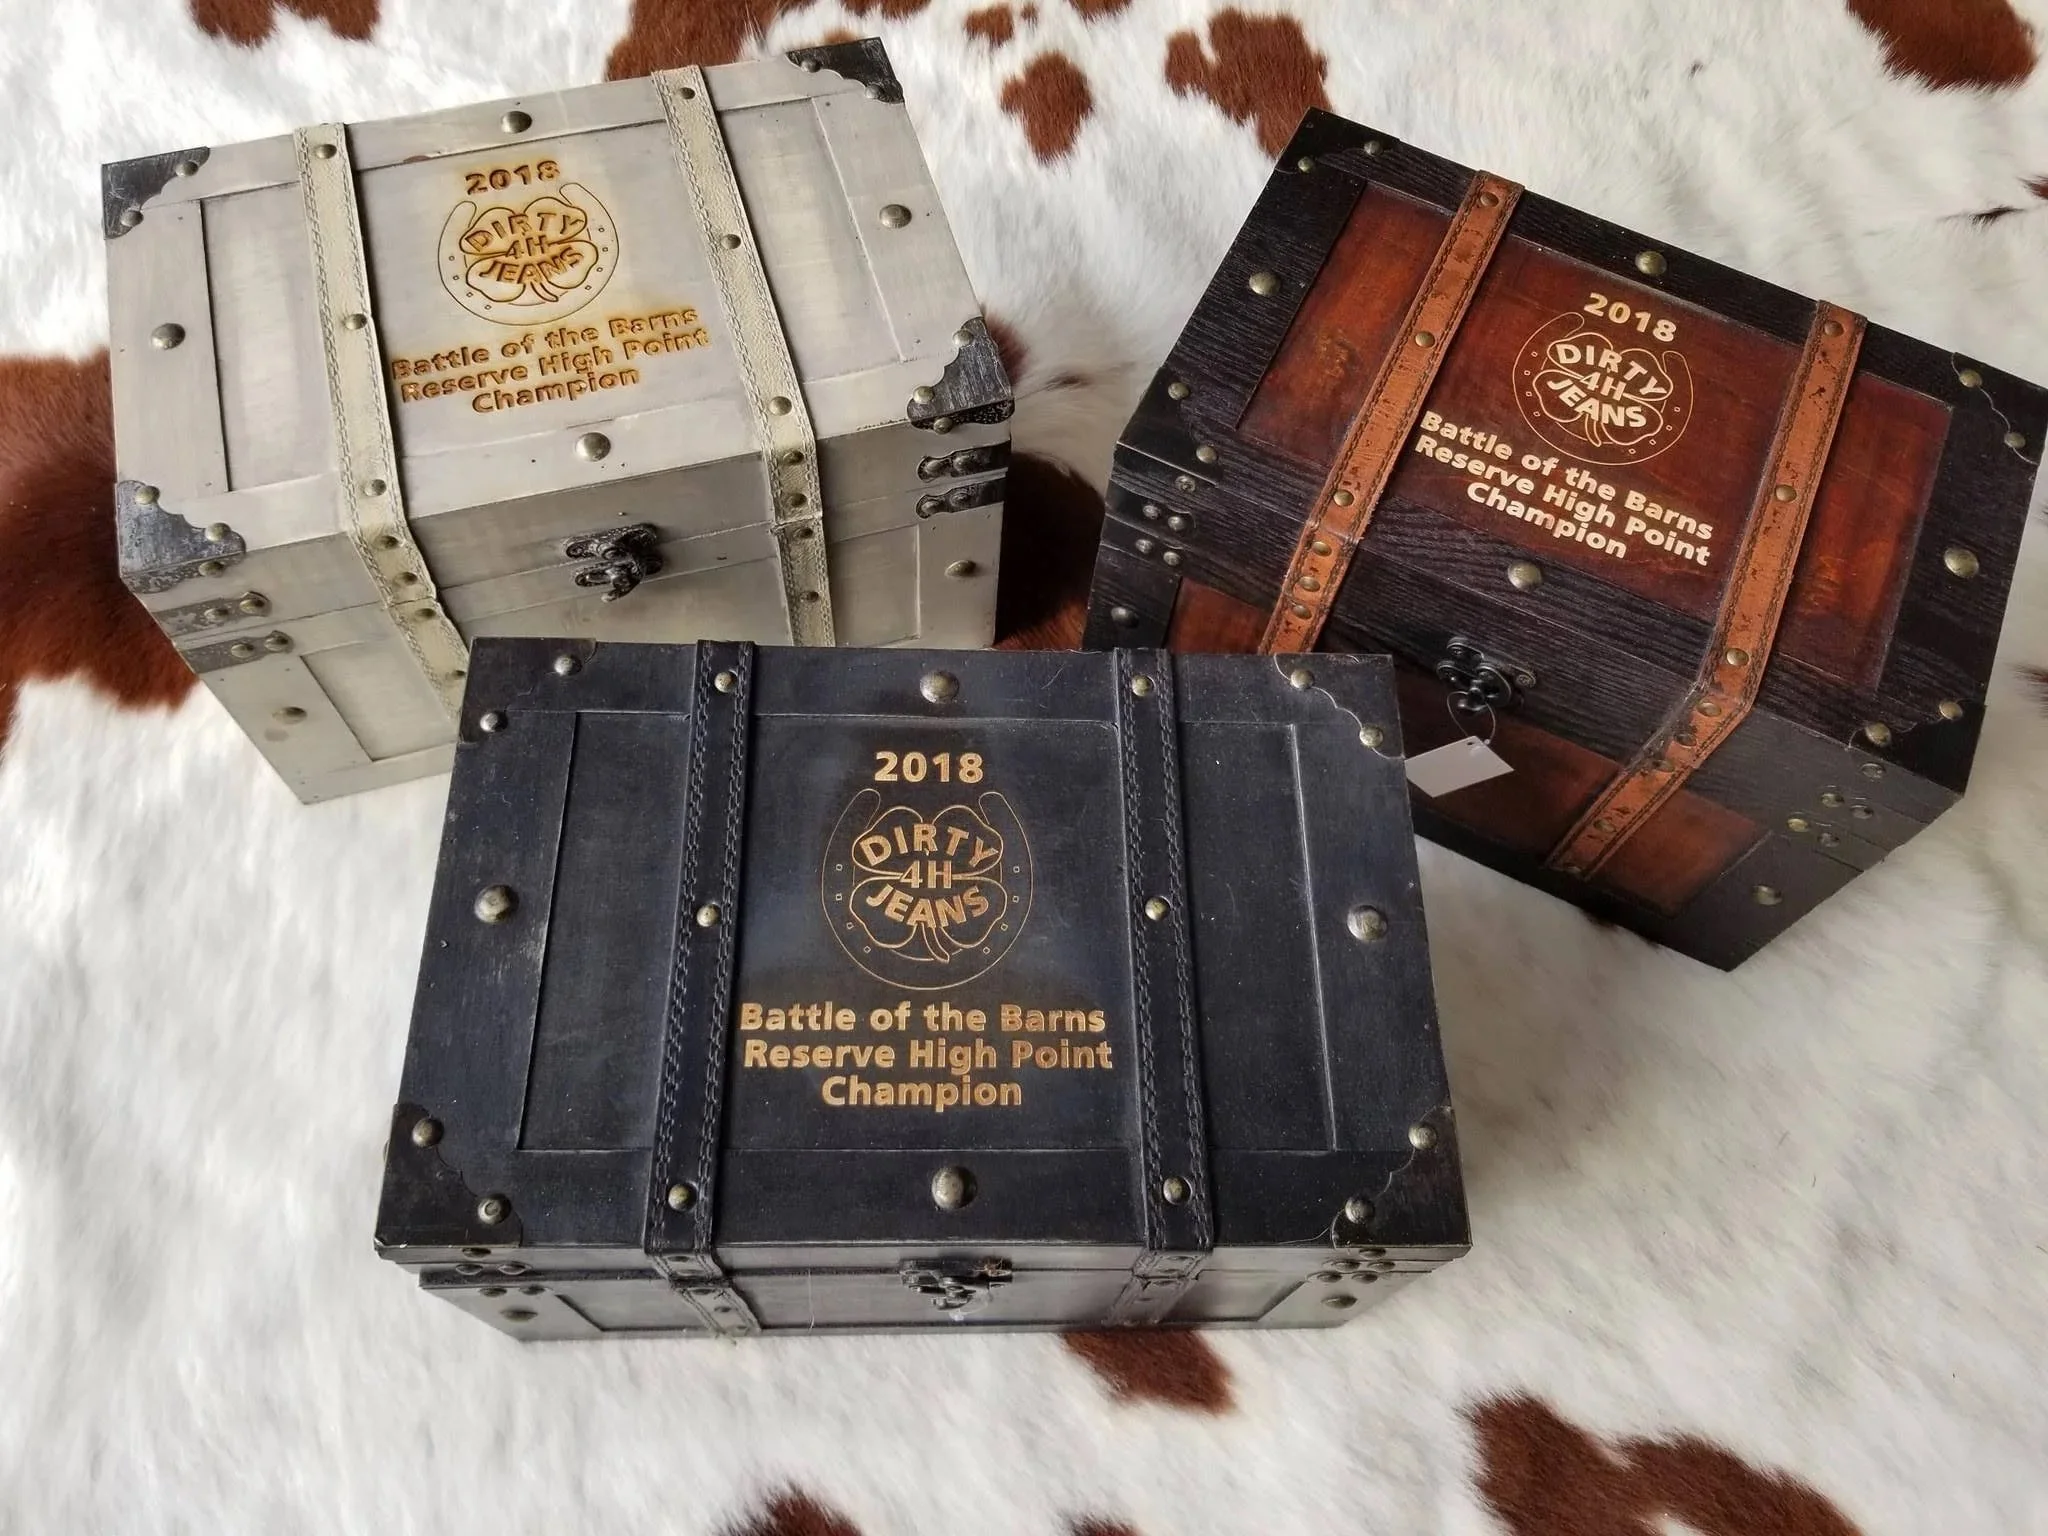 2018
DIRTY
4H
JEANS
Battle of the Barns
Reserve High Point
Champion
2018
DIRTY
4H
JEANS
Battle of the Barns
Reserve High Point
Champion
2018
DIRTY
4H
JEANS
Battle of the Barns
Reserve High Point
Champion